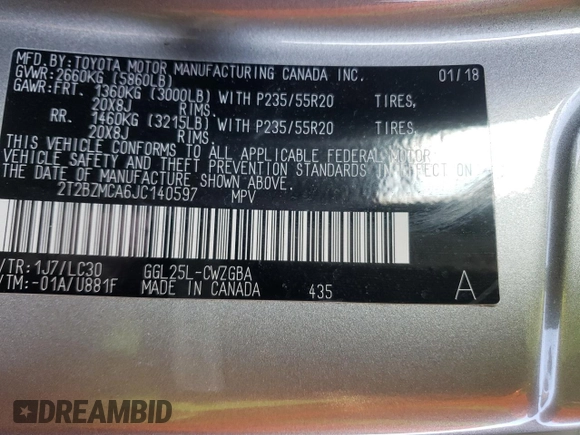 MFD.BY:TOYOTA MOTOR MANUFACTURING CANADA INC. 01/18
GVWR:2660KG (5860LB)
GAWR:FRT. 1360KG (3000LB) WITH P235/55R20 TIRES,
20X8J RIMS.
RR. 1460KG (3215LB) WITH P235/55R20 TIRES,
20X8J RIMS.
THIS VEHICLE CONFORMS TO ALL APPLICABLE FEDERAL MOTOR
VEHICLE SAFETY AND THEFT PREVENTION STANDARDS IN EFFECT ON
THE DATE OF MANUFACTURE SHOWN ABOVE.
2T2BZMCA6JC140597 MPV
/TR:1J7/LC30 GGL25L-CWZGBA
/TM:-01A/U881F MADE IN CANADA 435 A
DREAMBID